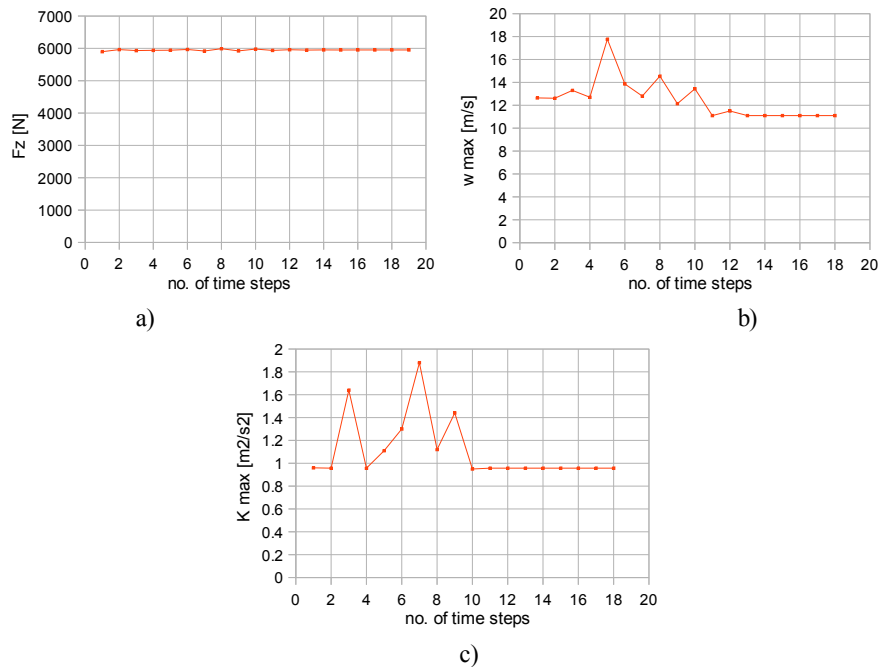 7000
6000
5000
4000
3000
2000
1000
0
Fz [N]
0 2 4 6 8 10 12 14 16 18 20
no. of time steps
a)
20
18
16
14
12
10
8
6
4
2
0
w max [m/s]
0 2 4 6 8 10 12 14 16 18 20
no. of time steps
b)
2
1.8
1.6
1.4
1.2
1
0.8
0.6
0.4
0.2
0
K max [m2/s2]
0 2 4 6 8 10 12 14 16 18 20
no. of time steps
c)